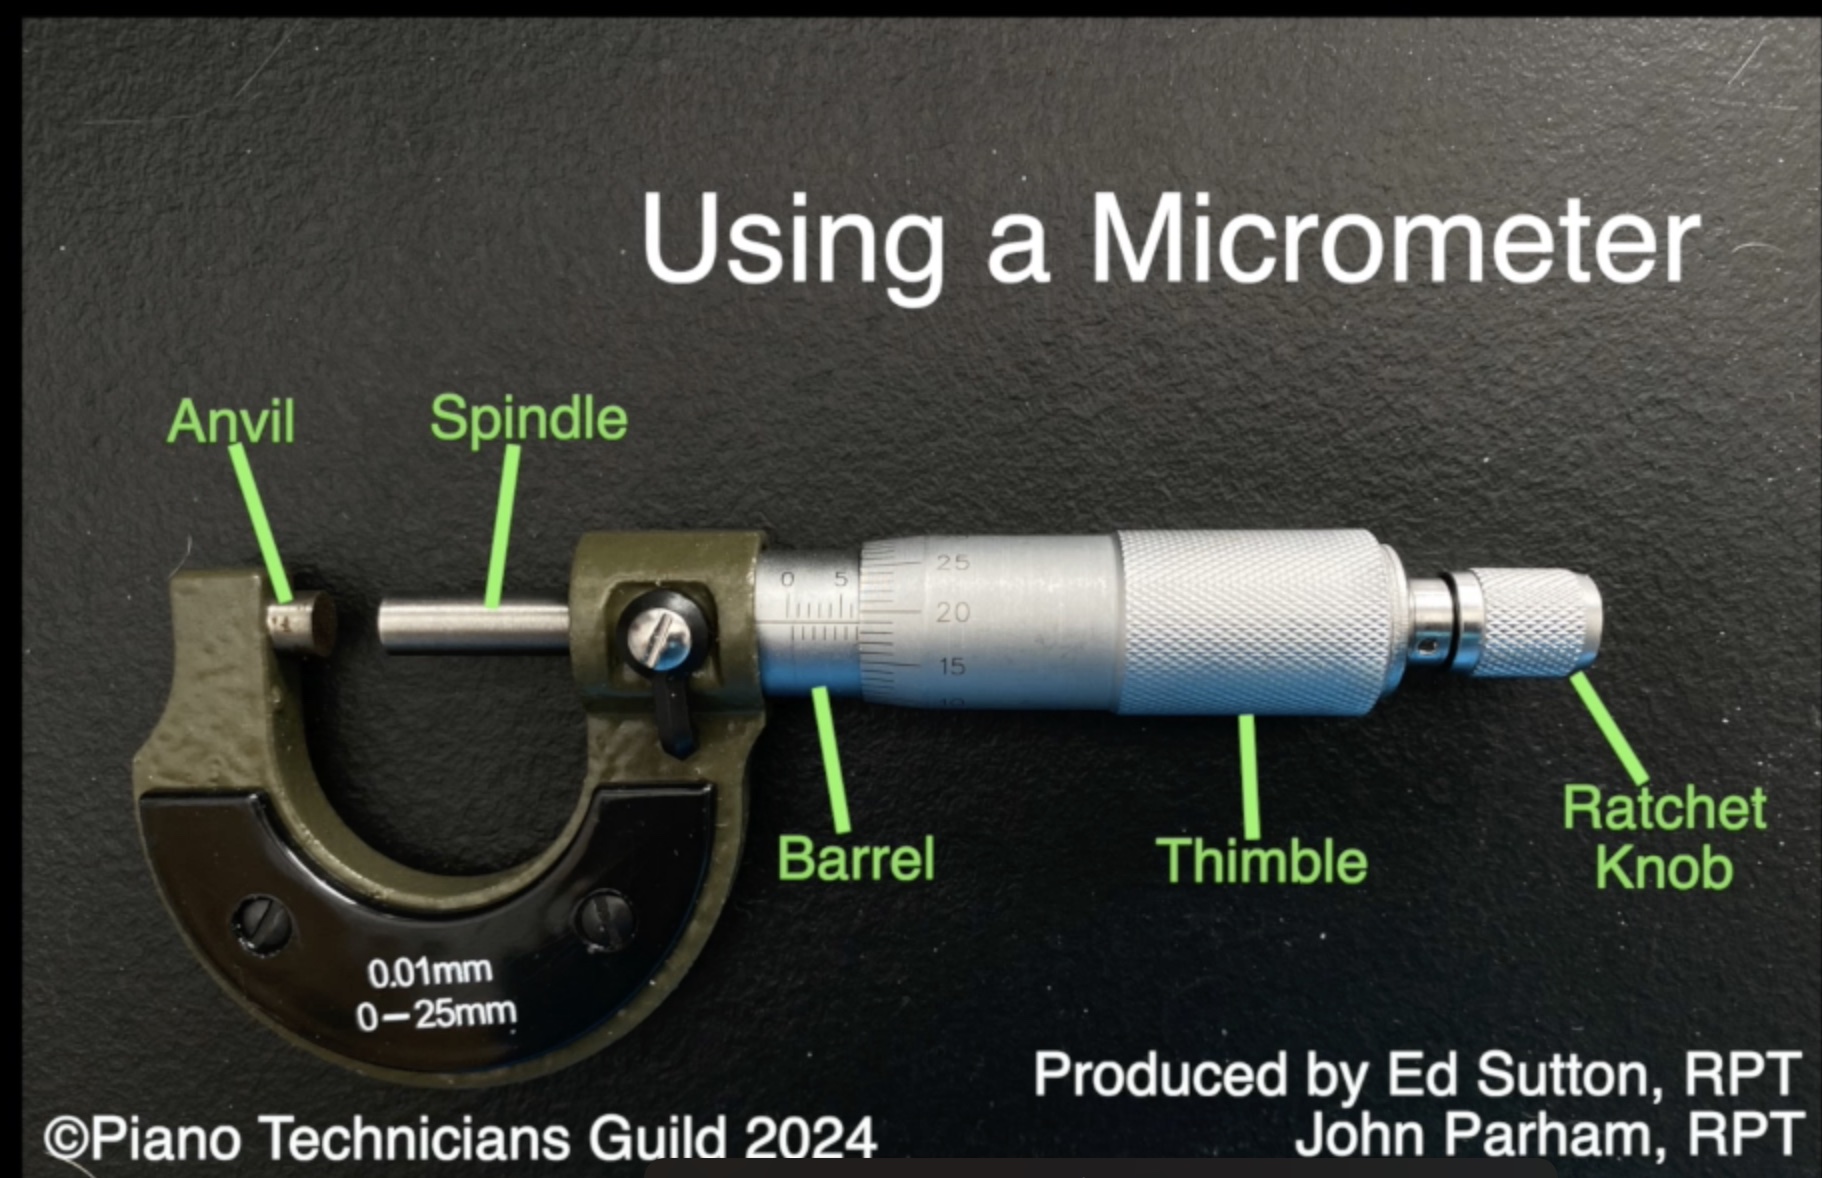 Using a Micrometer
Anvil
Spindle
0 5
25
20
15
10
Barrel
Thimble
Ratchet
Knob
0.01mm
0–25mm
Produced by Ed Sutton, RPT
John Parham, RPT
©Piano Technicians Guild 2024